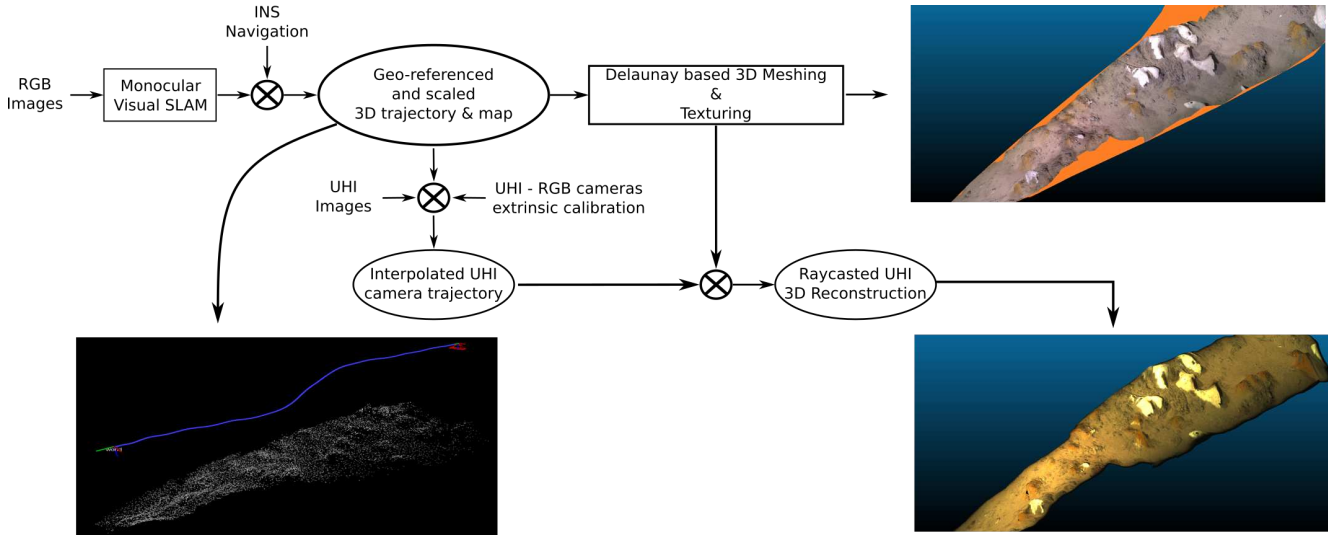 INS
Navigation
RGB
Images
Monocular
Visual SLAM
Geo-referenced
and scaled
3D trajectory & map
Delaunay based 3D Meshing
&
Texturing
UHI
Images
UHI - RGB cameras
extrinsic calibration
Interpolated UHI
camera trajectory
Raycasted UHI
3D Reconstruction